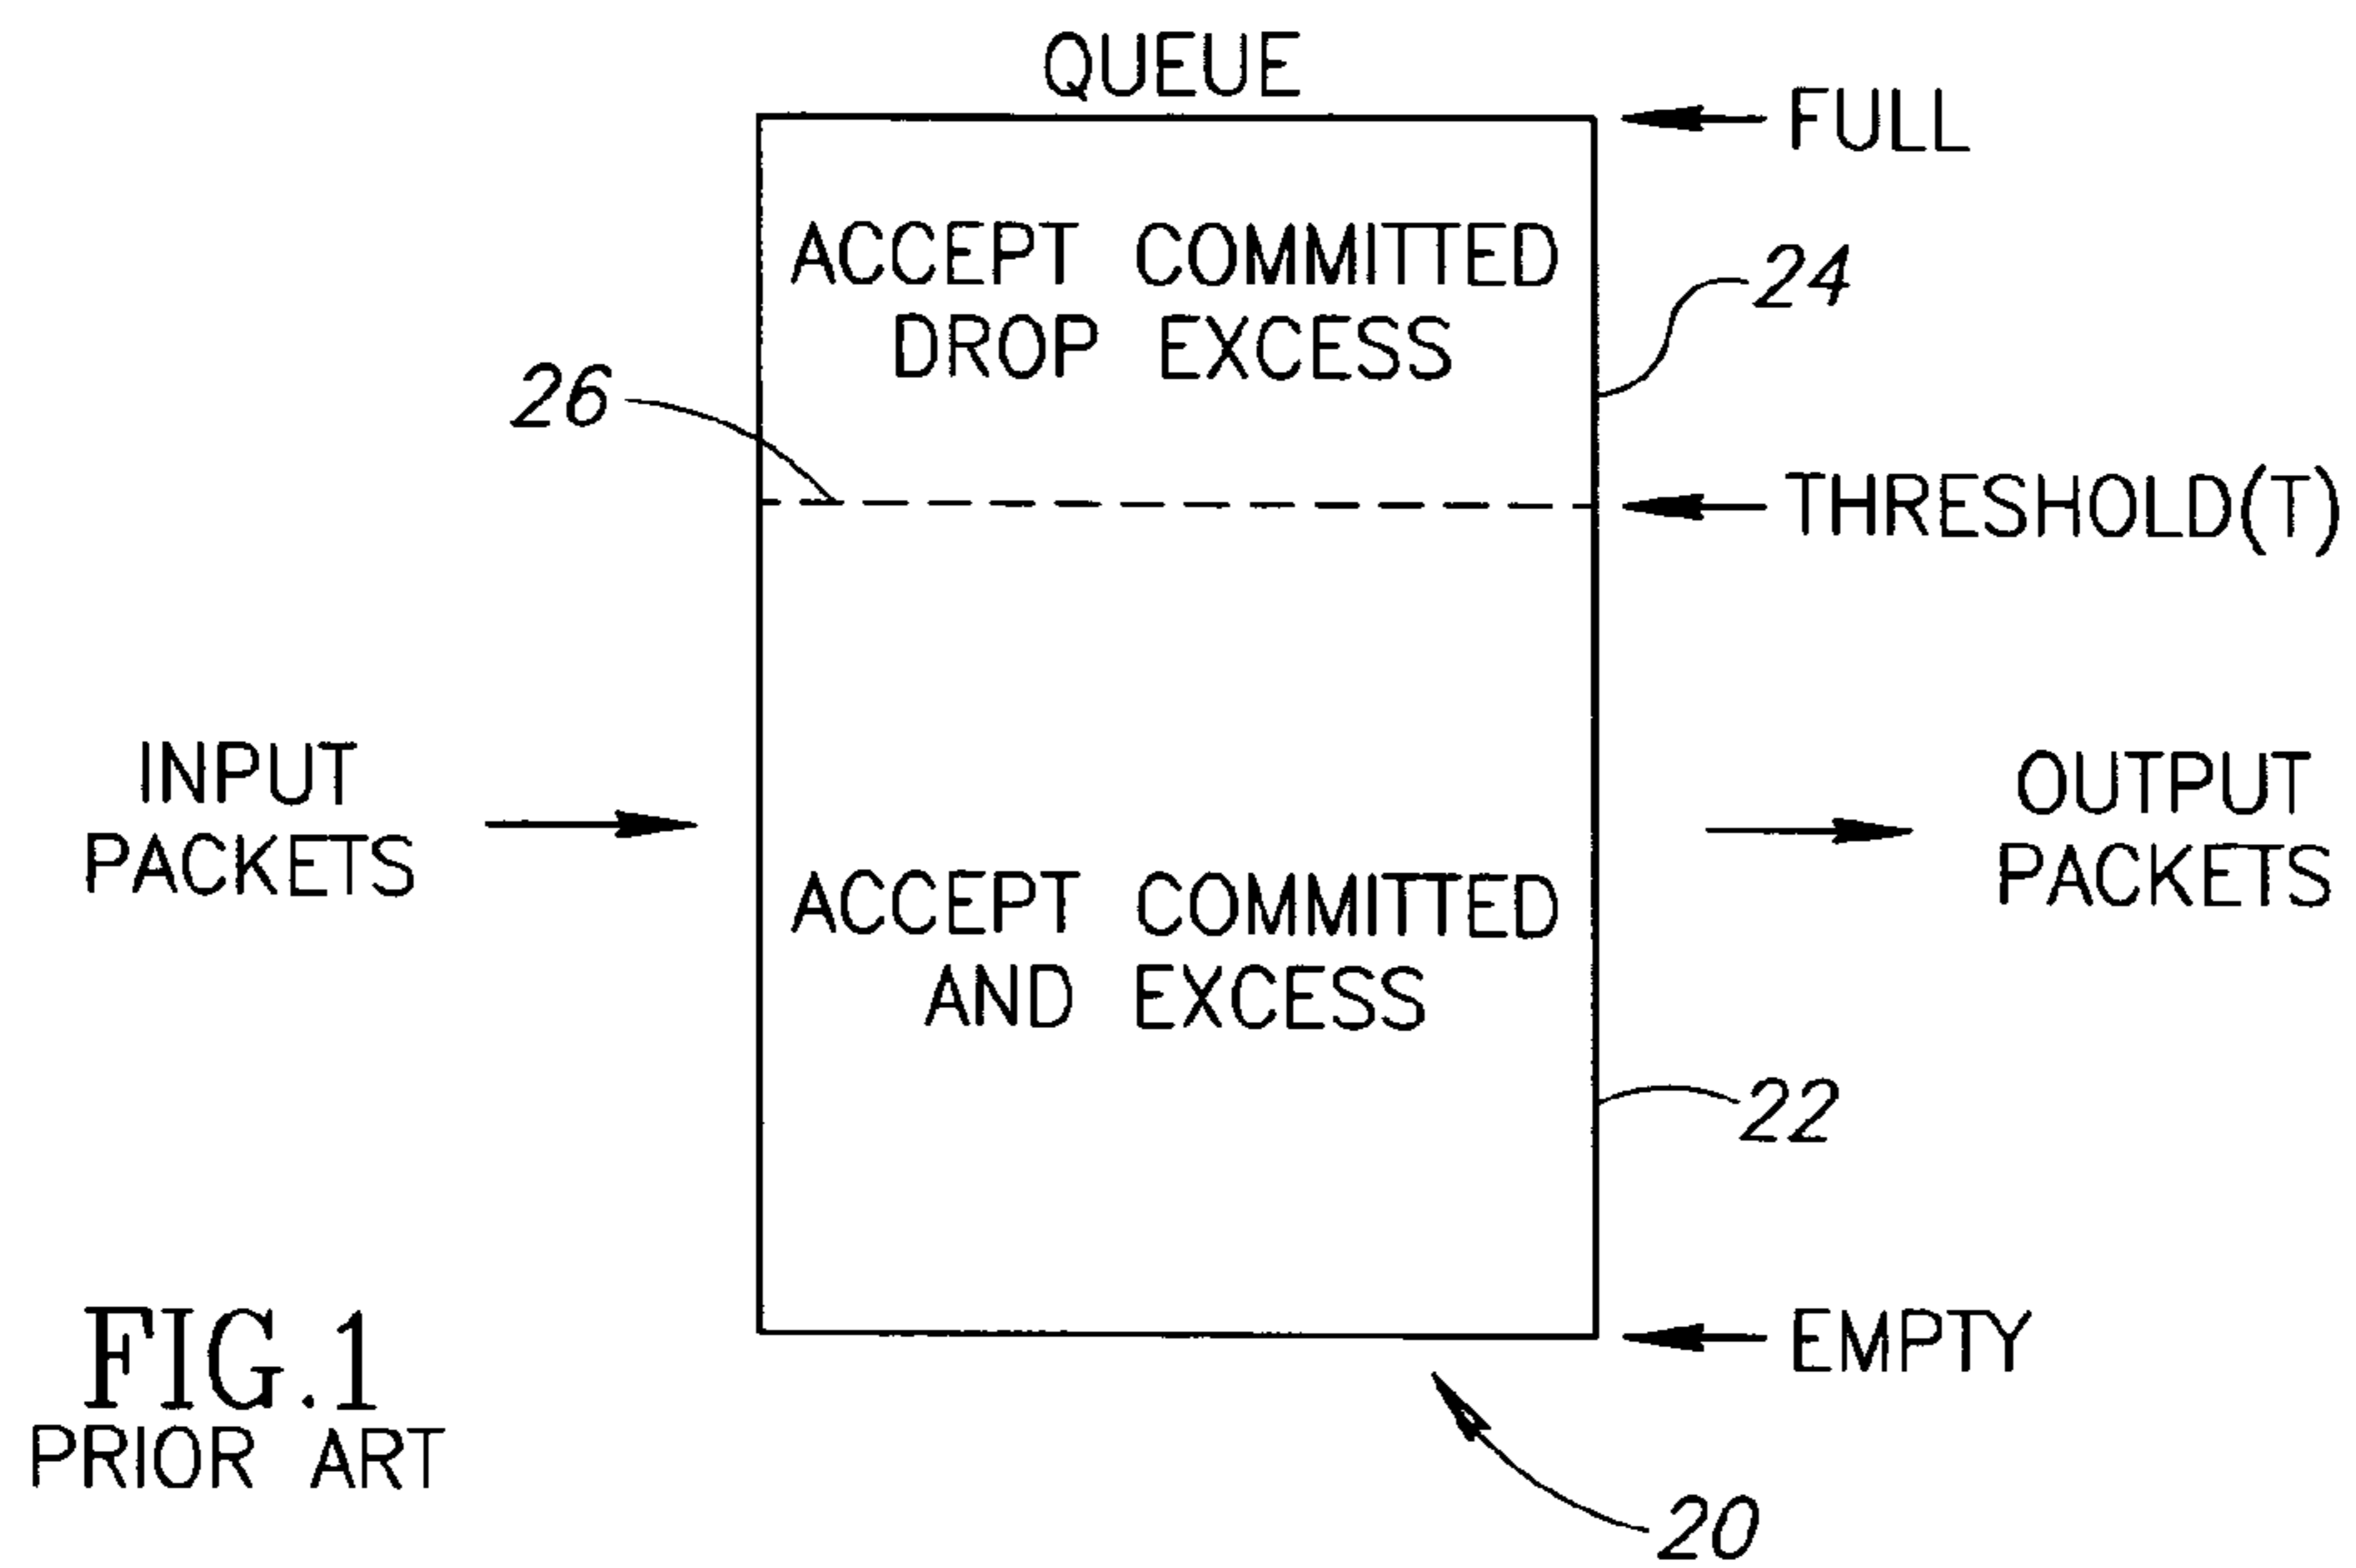 QUEUE
FULL
ACCEPT COMMITTED
DROP EXCESS
24
26
THRESHOLD(T)
INPUT
PACKETS
OUTPUT
PACKETS
ACCEPT COMMITTED
AND EXCESS
22
EMPTY
FIG.1
PRIOR ART
20